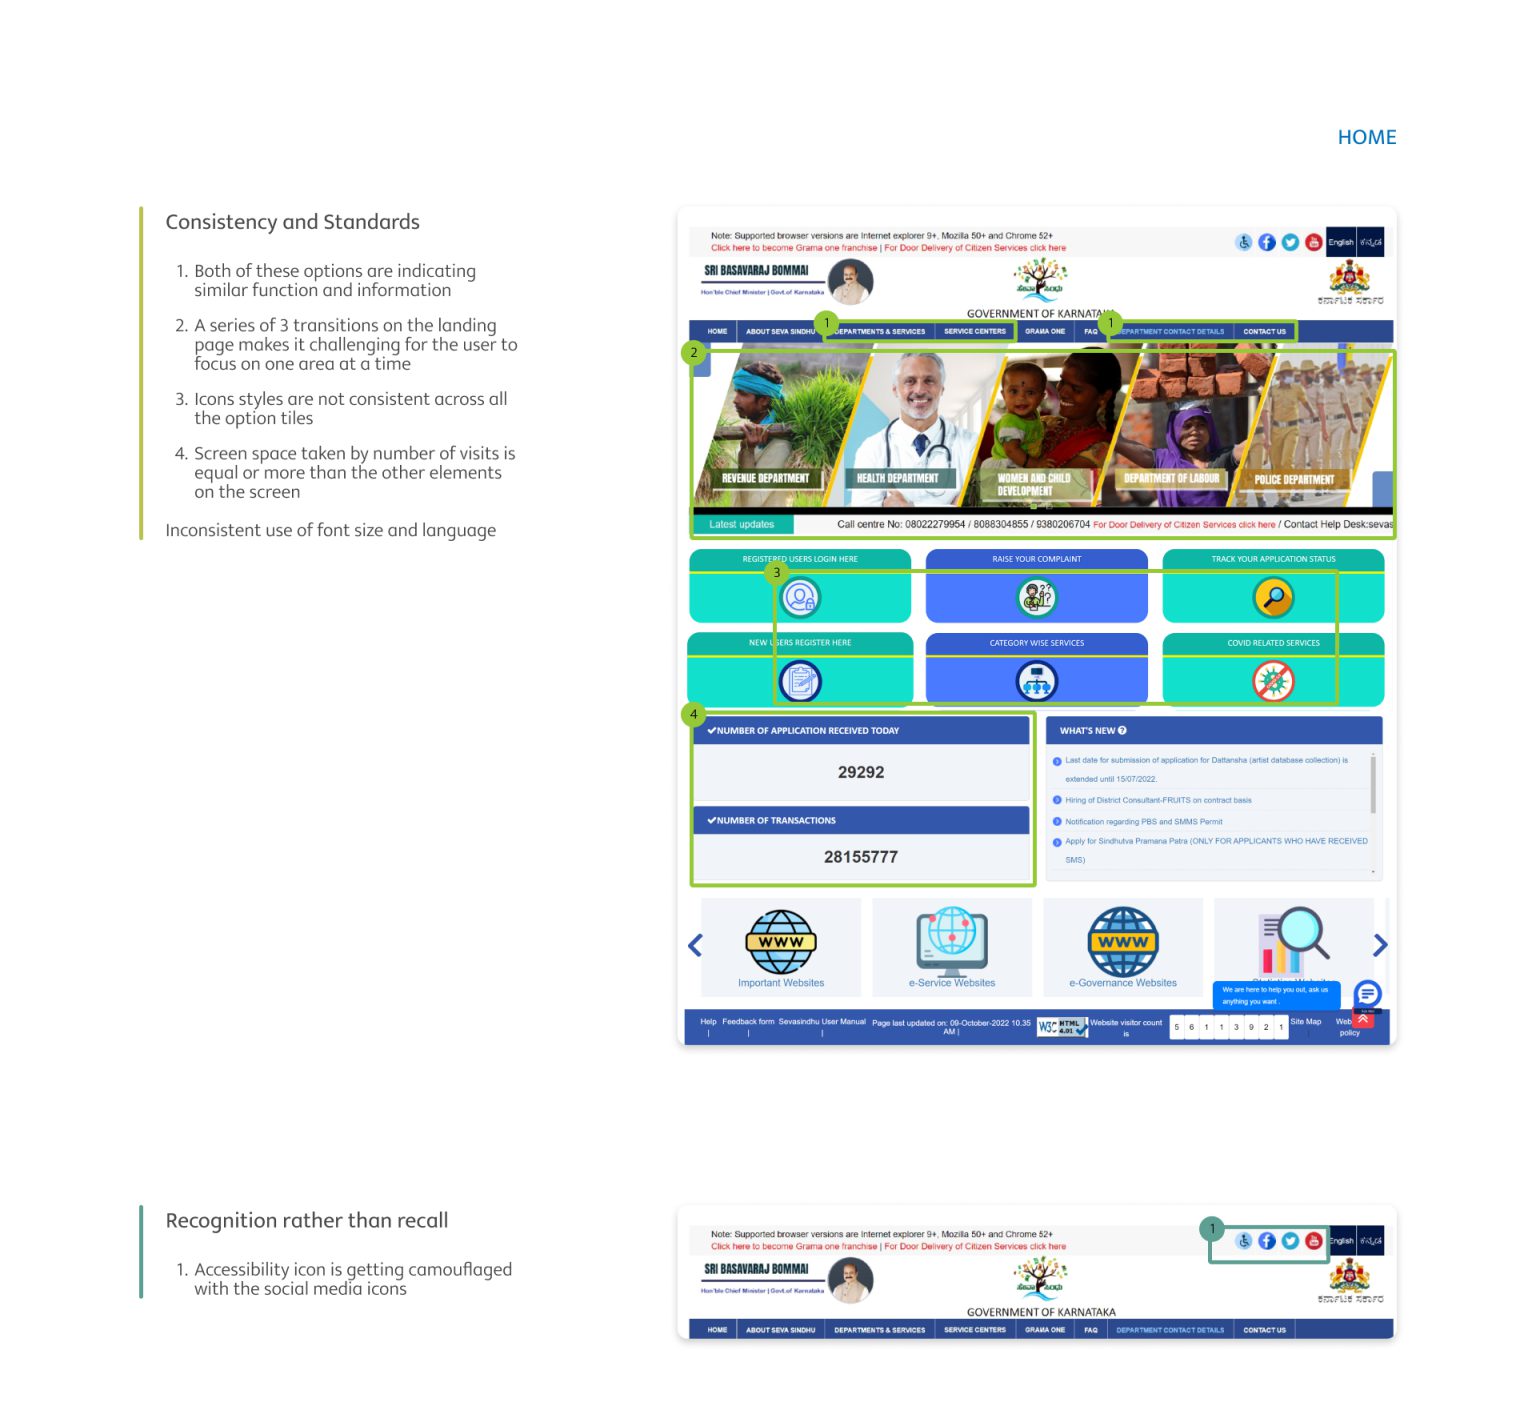 HOME
Consistency and Standards
1. Both of these options are indicating
similar function and information
2. A series of 3 transitions on the landing
page makes it challenging for the user to
focus on one area at a time
3. Icons styles are not consistent across all
the option tiles
4. Screen space taken by number of visits is
equal or more than the other elements
on the screen
Inconsistent use of font size and language
Note: Supported browser versions are Internet explorer 9+, Mozilla 50+ and Chrome 52+
Click here to become Grama one franchise | For Door Delivery of Citizen Services click here
English ಕನ್ನಡ
SRI BASAVARAJ BOMMAI
Hon'ble Chief Minister | Govt.of Karnataka
ಸೇವಾ ಸಿಂಧು
GOVERNMENT OF KARNATAKA
ಕರ್ನಾಟಕ ಸರ್ಕಾರ
1
1
HOME ABOUT SEVA SINDHU DEPARTMENTS & SERVICES SERVICE CENTERS GRAMA ONE FAQ DEPARTMENT CONTACT DETAILS CONTACT US
2
REVENUE DEPARTMENT
HEALTH DEPARTMENT
WOMEN AND CHILD
DEVELOPMENT
DEPARTMENT OF LABOUR
POLICE DEPARTMENT
Latest updates Call centre No: 08022279954 / 8088304855 / 9380206704 For Door Delivery of Citizen Services click here / Contact Help Desk:sevas
REGISTERED USERS LOGIN HERE
RAISE YOUR COMPLAINT
TRACK YOUR APPLICATION STATUS
3
NEW USERS REGISTER HERE
CATEGORY WISE SERVICES
COVID RELATED SERVICES
4
NUMBER OF APPLICATION RECEIVED TODAY
29292
NUMBER OF TRANSACTIONS
28155777
WHAT'S NEW
Last date for submission of application for Dattansha (artist database collection) is
extended until 15/07/2022.
Hiring of District Consultant-FRUITS on contract basis
Notification regarding PBS and SMMS Permit
Apply for Sindhutva Pramana Patra (ONLY FOR APPLICANTS WHO HAVE RECEIVED
SMS)
WWW
WWW
Important Websites
e-Service Websites
e-Governance Websites
We are here to help you out, ask us
anything you want .
Help | Feedback form | Sevasindhu User Manual | Page last updated on: 09-October-2022 10.35
AM |
W3C HTML 4.01
Website visitor count
is
5 6 1 1 3 9 2 1
Site Map
Web
policy
Recognition rather than recall
1. Accessibility icon is getting camouflaged
with the social media icons
Note: Supported browser versions are Internet explorer 9+, Mozilla 50+ and Chrome 52+
Click here to become Grama one franchise | For Door Delivery of Citizen Services click here
1
English ಕನ್ನಡ
SRI BASAVARAJ BOMMAI
Hon'ble Chief Minister | Govt.of Karnataka
ಸೇವಾ ಸಿಂಧು
GOVERNMENT OF KARNATAKA
ಕರ್ನಾಟಕ ಸರ್ಕಾರ
HOME ABOUT SEVA SINDHU DEPARTMENTS & SERVICES SERVICE CENTERS GRAMA ONE FAQ DEPARTMENT CONTACT DETAILS CONTACT US